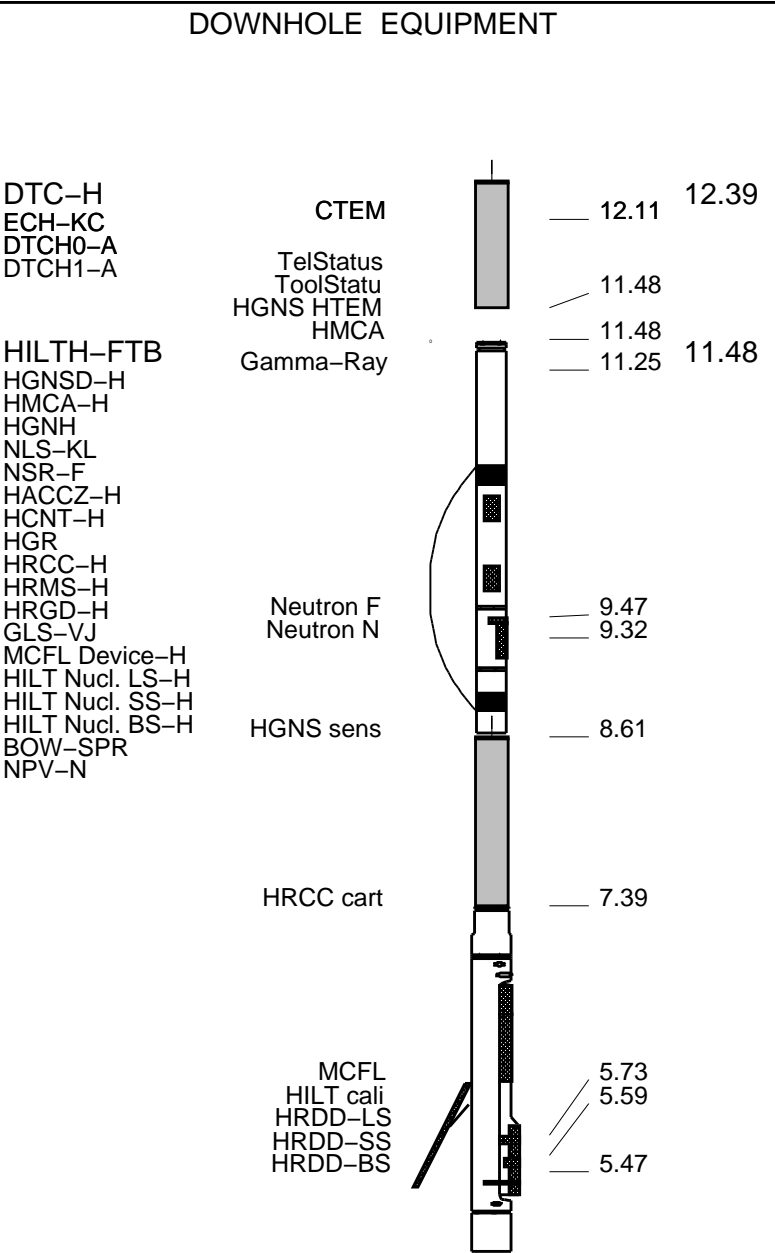 DOWNHOLE EQUIPMENT
DTC−H
ECH−KC
DTCH0−A
DTCH1−A
CTEM
12.11
12.39
TelStatus
ToolStatu
11.48
HGNS HTEM
HMCA
11.48
Gamma−Ray
11.25
11.48
HILTH−FTB
HGNSD−H
HMCA−H
HGNH
NLS−KL
NSR−F
HACCZ−H
HCNT−H
HGR
HRCC−H
HRMS−H
HRGD−H
GLS−VJ
MCFL Device−H
HILT Nucl. LS−H
HILT Nucl. SS−H
HILT Nucl. BS−H
BOW−SPR
NPV−N
Neutron F
9.47
Neutron N
9.32
HGNS sens
8.61
HRCC cart
7.39
MCFL
5.73
HILT cali
5.59
HRDD−LS
HRDD−SS
HRDD−BS
5.47